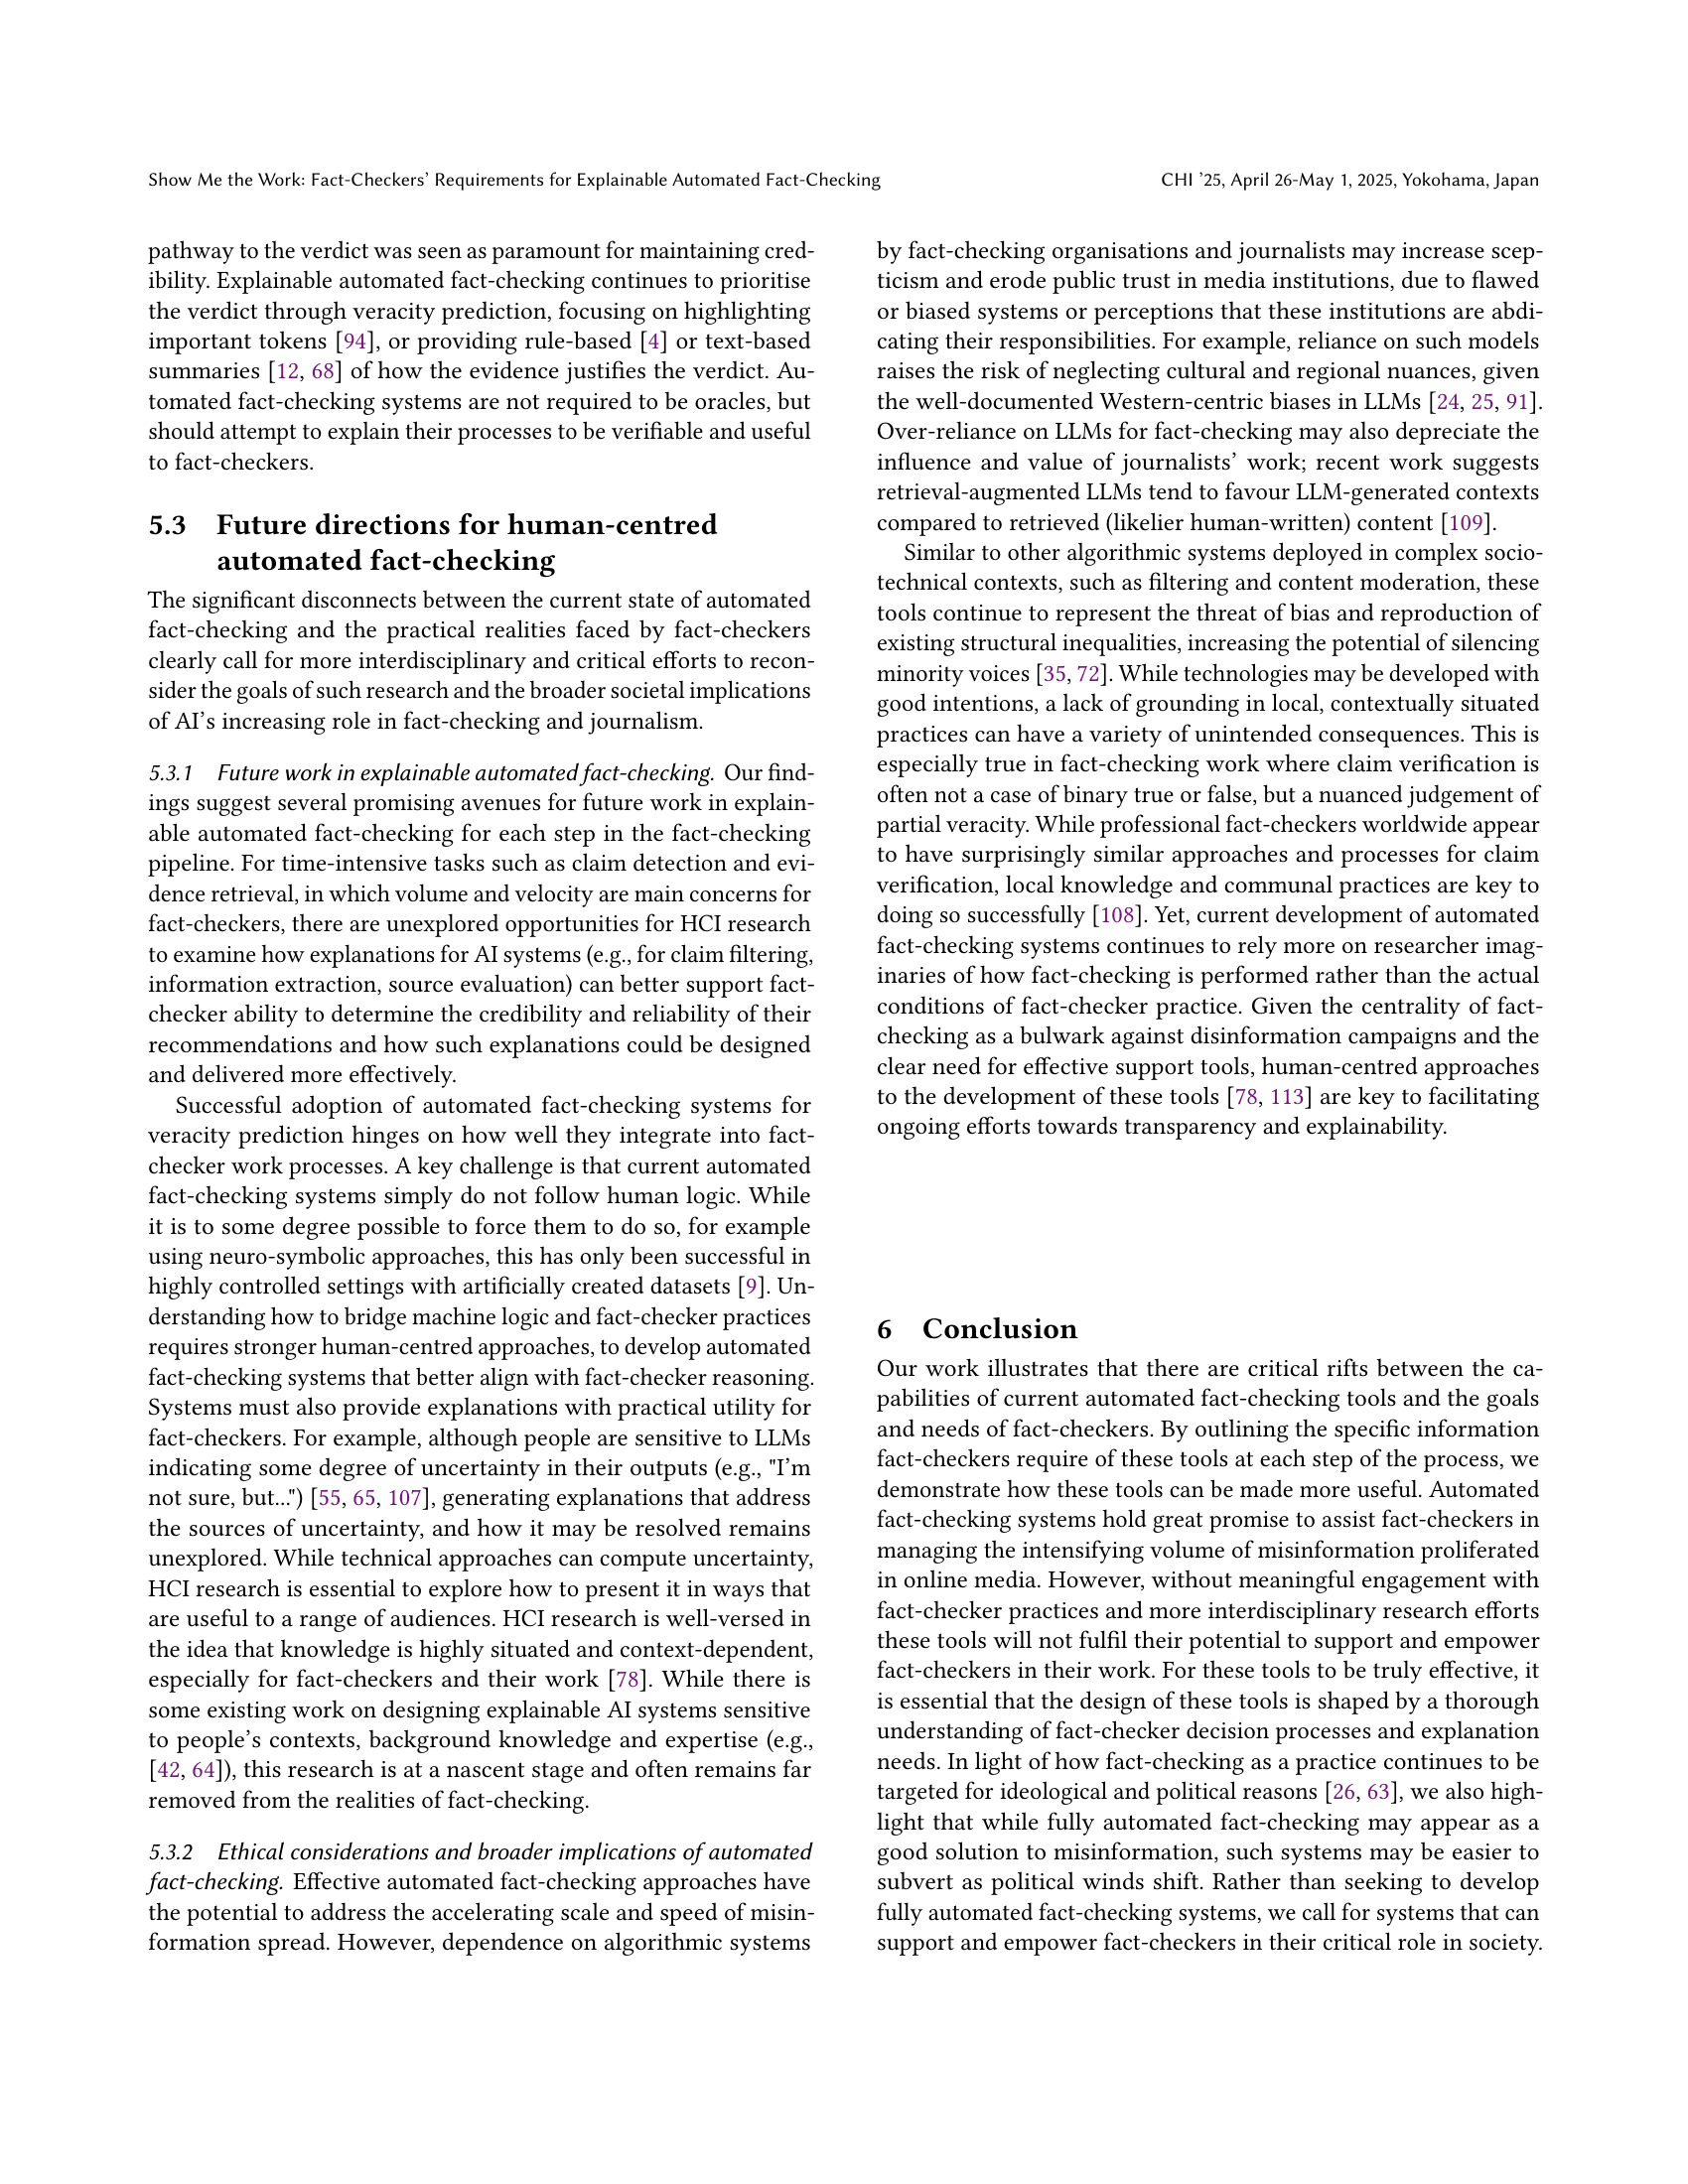 Show Me the Work: Fact-Checkers’ Requirements for Explainable Automated Fact-Checking
CHI ’25, April 26-May 1, 2025, Yokohama, Japan
pathway to the verdict was seen as paramount for maintaining cred-
ibility. Explainable automated fact-checking continues to prioritise
the verdict through veracity prediction, focusing on highlighting
important tokens [94], or providing rule-based [4] or text-based
summaries [12, 68] of how the evidence justifies the verdict. Au-
tomated fact-checking systems are not required to be oracles, but
should attempt to explain their processes to be verifiable and useful
to fact-checkers.
5.3 Future directions for human-centred
automated fact-checking
The significant disconnects between the current state of automated
fact-checking and the practical realities faced by fact-checkers
clearly call for more interdisciplinary and critical efforts to recon-
sider the goals of such research and the broader societal implications
of AI’s increasing role in fact-checking and journalism.
5.3.1 Future work in explainable automated fact-checking. Our find-
ings suggest several promising avenues for future work in explain-
able automated fact-checking for each step in the fact-checking
pipeline. For time-intensive tasks such as claim detection and evi-
dence retrieval, in which volume and velocity are main concerns for
fact-checkers, there are unexplored opportunities for HCI research
to examine how explanations for AI systems (e.g., for claim filtering,
information extraction, source evaluation) can better support fact-
checker ability to determine the credibility and reliability of their
recommendations and how such explanations could be designed
and delivered more effectively.
Successful adoption of automated fact-checking systems for
veracity prediction hinges on how well they integrate into fact-
checker work processes. A key challenge is that current automated
fact-checking systems simply do not follow human logic. While
it is to some degree possible to force them to do so, for example
using neuro-symbolic approaches, this has only been successful in
highly controlled settings with artificially created datasets [9]. Un-
derstanding how to bridge machine logic and fact-checker practices
requires stronger human-centred approaches, to develop automated
fact-checking systems that better align with fact-checker reasoning.
Systems must also provide explanations with practical utility for
fact-checkers. For example, although people are sensitive to LLMs
indicating some degree of uncertainty in their outputs (e.g., "I’m
not sure, but...") [55, 65, 107], generating explanations that address
the sources of uncertainty, and how it may be resolved remains
unexplored. While technical approaches can compute uncertainty,
HCI research is essential to explore how to present it in ways that
are useful to a range of audiences. HCI research is well-versed in
the idea that knowledge is highly situated and context-dependent,
especially for fact-checkers and their work [78]. While there is
some existing work on designing explainable AI systems sensitive
to people’s contexts, background knowledge and expertise (e.g.,
[42, 64]), this research is at a nascent stage and often remains far
removed from the realities of fact-checking.
5.3.2 Ethical considerations and broader implications of automated
fact-checking. Effective automated fact-checking approaches have
the potential to address the accelerating scale and speed of misin-
formation spread. However, dependence on algorithmic systems
by fact-checking organisations and journalists may increase scep-
ticism and erode public trust in media institutions, due to flawed
or biased systems or perceptions that these institutions are abdi-
cating their responsibilities. For example, reliance on such models
raises the risk of neglecting cultural and regional nuances, given
the well-documented Western-centric biases in LLMs [24, 25, 91].
Over-reliance on LLMs for fact-checking may also depreciate the
influence and value of journalists’ work; recent work suggests
retrieval-augmented LLMs tend to favour LLM-generated contexts
compared to retrieved (likelier human-written) content [109].
Similar to other algorithmic systems deployed in complex socio-
technical contexts, such as filtering and content moderation, these
tools continue to represent the threat of bias and reproduction of
existing structural inequalities, increasing the potential of silencing
minority voices [35, 72]. While technologies may be developed with
good intentions, a lack of grounding in local, contextually situated
practices can have a variety of unintended consequences. This is
especially true in fact-checking work where claim verification is
often not a case of binary true or false, but a nuanced judgement of
partial veracity. While professional fact-checkers worldwide appear
to have surprisingly similar approaches and processes for claim
verification, local knowledge and communal practices are key to
doing so successfully [108]. Yet, current development of automated
fact-checking systems continues to rely more on researcher imag-
inaries of how fact-checking is performed rather than the actual
conditions of fact-checker practice. Given the centrality of fact-
checking as a bulwark against disinformation campaigns and the
clear need for effective support tools, human-centred approaches
to the development of these tools [78, 113] are key to facilitating
ongoing efforts towards transparency and explainability.
6 Conclusion
Our work illustrates that there are critical rifts between the ca-
pabilities of current automated fact-checking tools and the goals
and needs of fact-checkers. By outlining the specific information
fact-checkers require of these tools at each step of the process, we
demonstrate how these tools can be made more useful. Automated
fact-checking systems hold great promise to assist fact-checkers in
managing the intensifying volume of misinformation proliferated
in online media. However, without meaningful engagement with
fact-checker practices and more interdisciplinary research efforts
these tools will not fulfil their potential to support and empower
fact-checkers in their work. For these tools to be truly effective, it
is essential that the design of these tools is shaped by a thorough
understanding of fact-checker decision processes and explanation
needs. In light of how fact-checking as a practice continues to be
targeted for ideological and political reasons [26, 63], we also high-
light that while fully automated fact-checking may appear as a
good solution to misinformation, such systems may be easier to
subvert as political winds shift. Rather than seeking to develop
fully automated fact-checking systems, we call for systems that can
support and empower fact-checkers in their critical role in society.